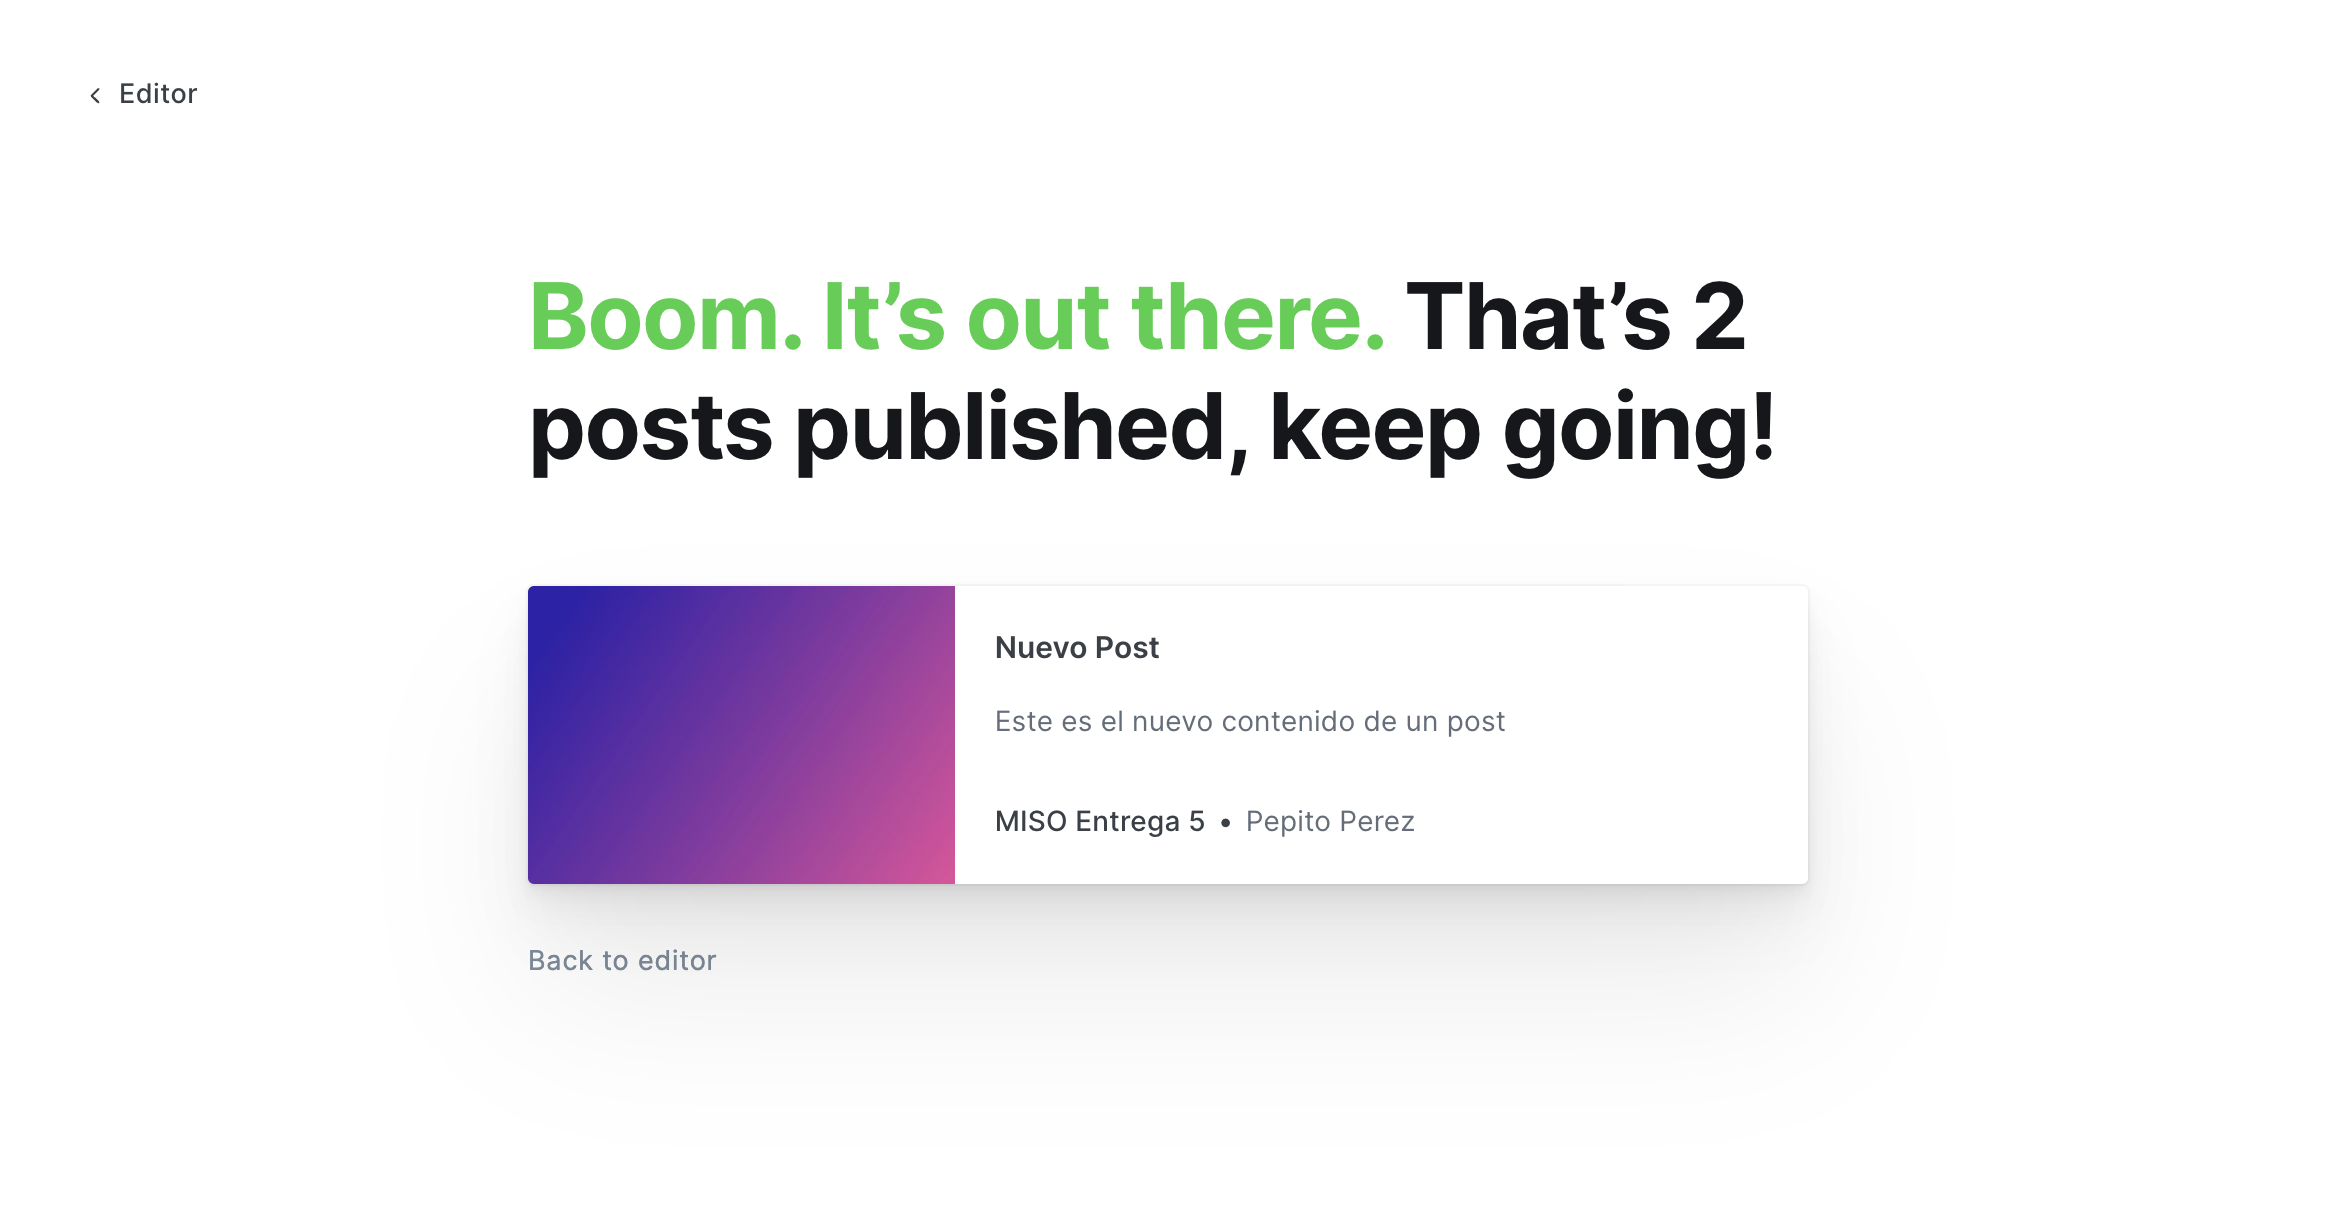 Editor
Boom. It’s out there. That’s 2
posts published, keep going!
Nuevo Post
Este es el nuevo contenido de un post
MISO Entrega 5 • Pepito Perez
Back to editor